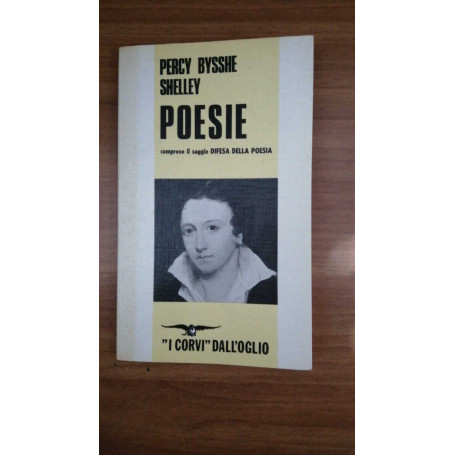 PERCY BYSSHE
SHELLEY
POESIE
compreso il saggio DIFESA DELLA POESIA
"I CORVI" DALL'OGLIO